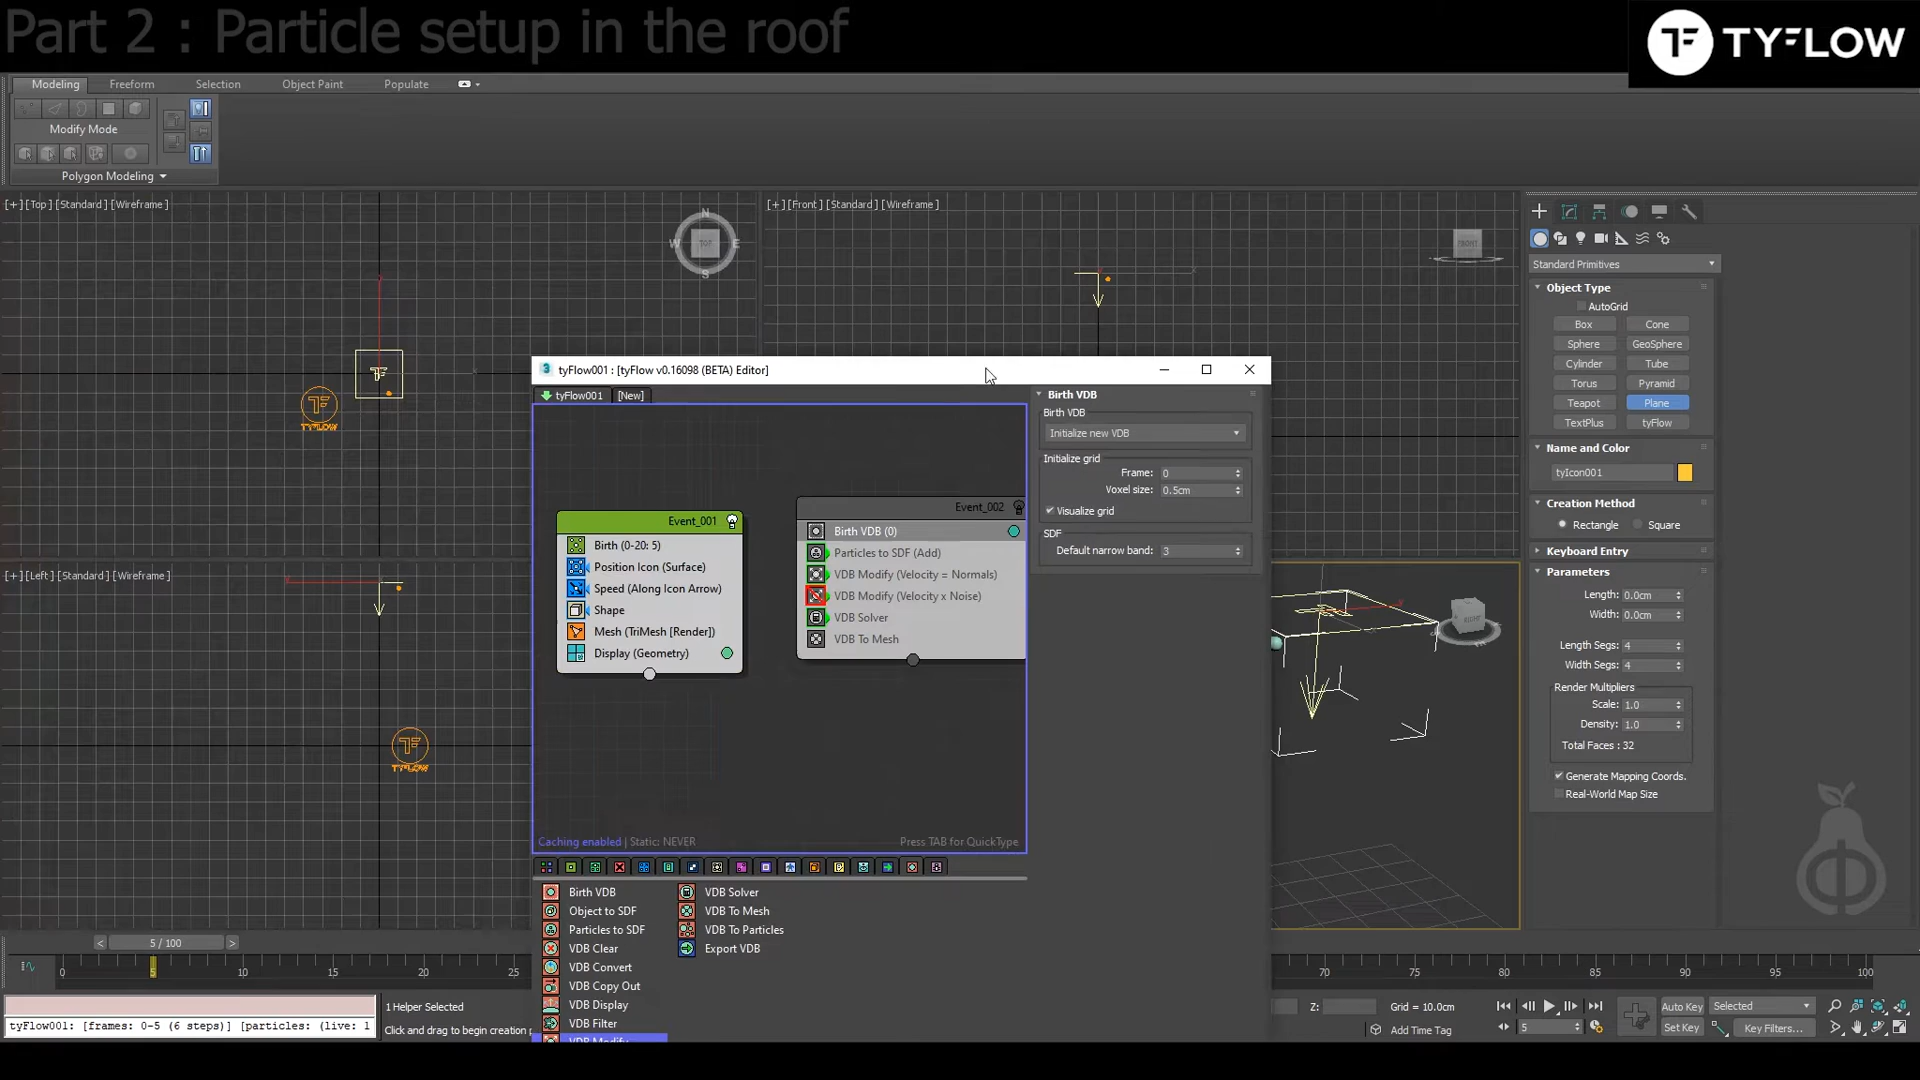 Part 2 : Particle setup in the roof
TYFLOW
Modeling
Freeform
Selection
Object Paint
Populate
Modify Mode
Polygon Modeling
[+] [Top] [Standard] [Wireframe]
[+] [Front] [Standard] [Wireframe]
N
W
TOP
E
S
FRONT
Standard Primitives
Object Type
AutoGrid
Box
Cone
Sphere
GeoSphere
Cylinder
Tube
Torus
Pyramid
Teapot
Plane
TextPlus
tyFlow
Name and Color
tyIcon001
Creation Method
Rectangle
Square
Keyboard Entry
Parameters
Length: 0.0cm
Width: 0.0cm
Length Segs: 4
Width Segs: 4
Render Multipliers
Scale: 1.0
Density: 1.0
Total Faces : 32
Generate Mapping Coords.
Real-World Map Size
TYFLOW
tyFlow001 : [tyFlow v0.16098 (BETA) Editor]
tyFlow001
[New]
Event_001
Birth (0-20: 5)
Position Icon (Surface)
Speed (Along Icon Arrow)
Shape
Mesh (TriMesh [Render])
Display (Geometry)
Event_002
Birth VDB (0)
Particles to SDF (Add)
VDB Modify (Velocity = Normals)
VDB Modify (Velocity x Noise)
VDB Solver
VDB To Mesh
Birth VDB
Birth VDB
Initialize new VDB
Initialize grid
Frame: 0
Voxel size: 0.5cm
Visualize grid
SDF
Default narrow band: 3
Caching enabled | Static: NEVER
Press TAB for QuickType
Birth VDB
Object to SDF
Particles to SDF
VDB Clear
VDB Convert
VDB Copy Out
VDB Display
VDB Filter
VDB Modify
VDB Solver
VDB To Mesh
VDB To Particles
Export VDB
[+] [Left] [Standard] [Wireframe]
TYFLOW
RIGHT
< 5 / 100 >
0 5 10 15 20 25 70 75 80 85 90 95 100
tyFlow001: [frames: 0-5 (6 steps)] [particles: (live: 1
1 Helper Selected
Click and drag to begin creation p
Z:
Grid = 10.0cm
Add Time Tag
5
Auto Key
Selected
Set Key
Key Filters...